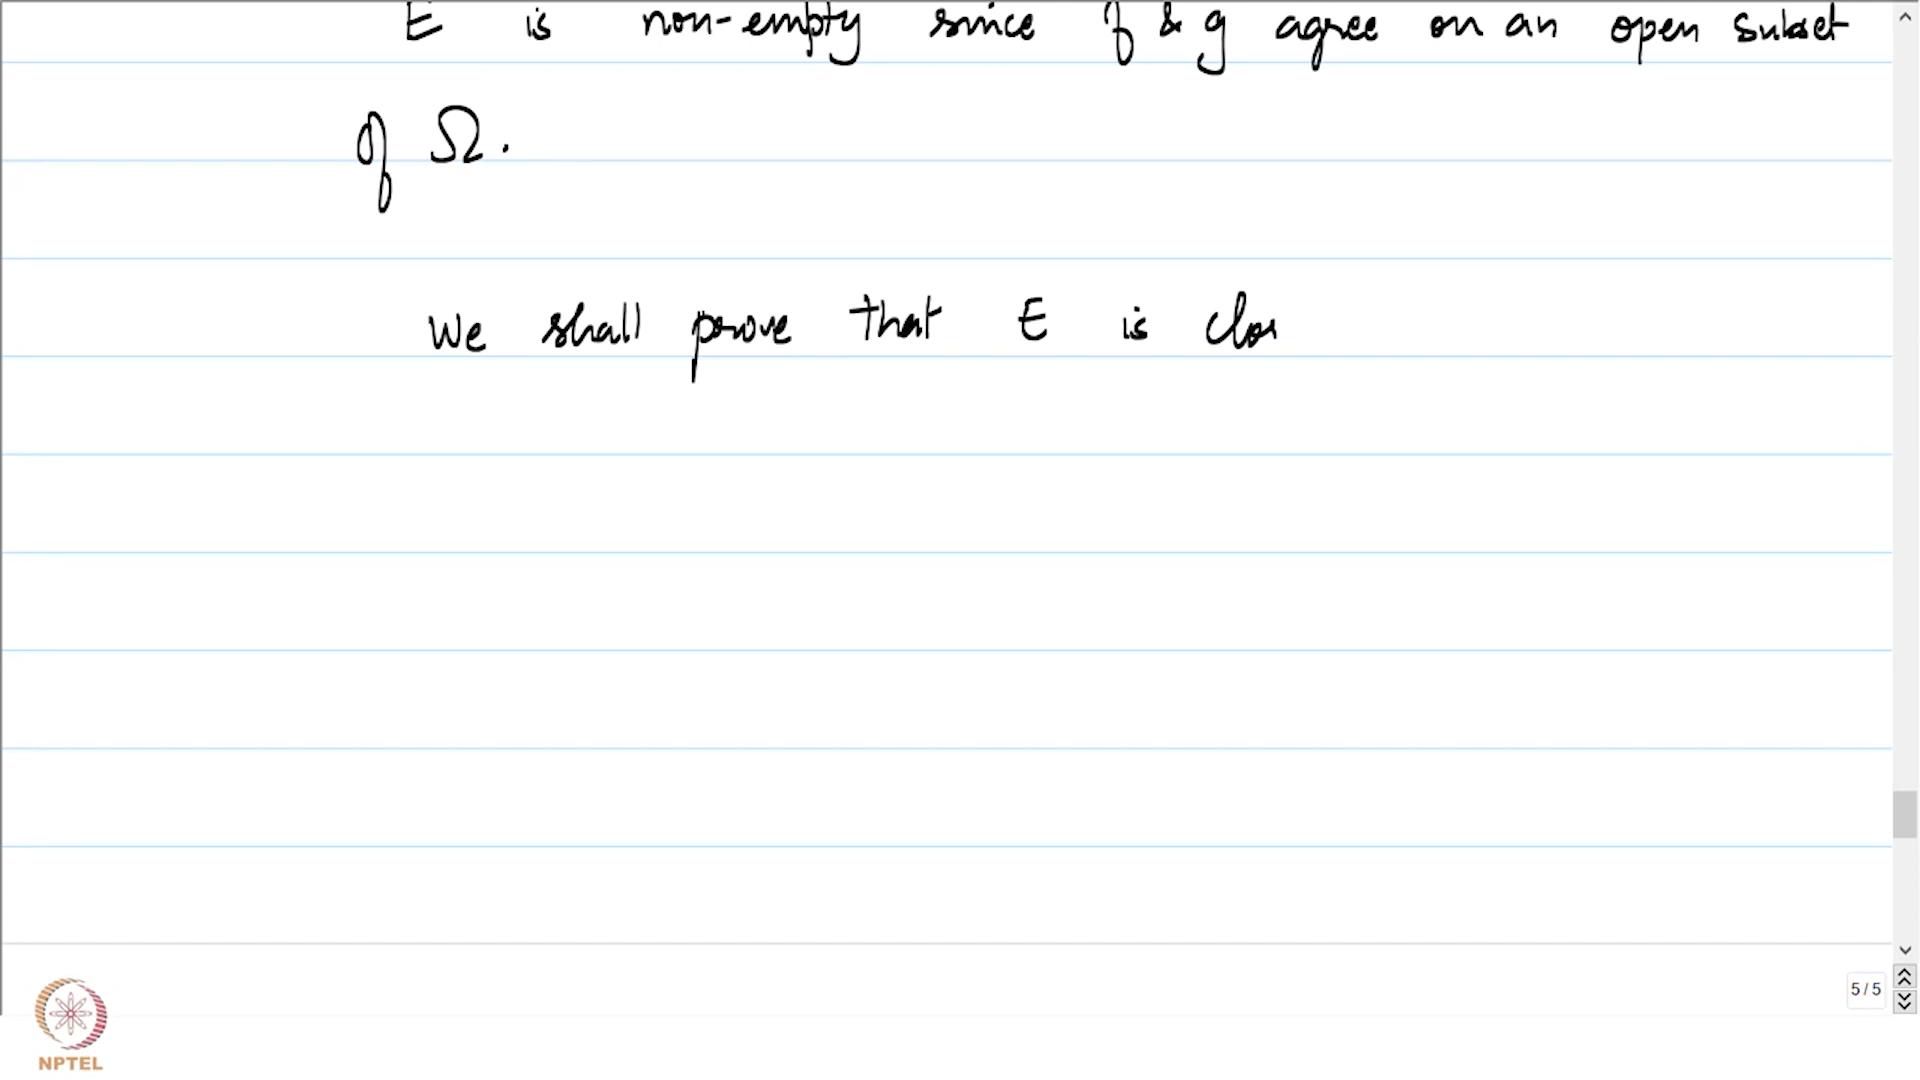 E is non-empty since f & g agree on an open subset
of Ω.
We shall prove that E is clos
5 / 5
NPTEL